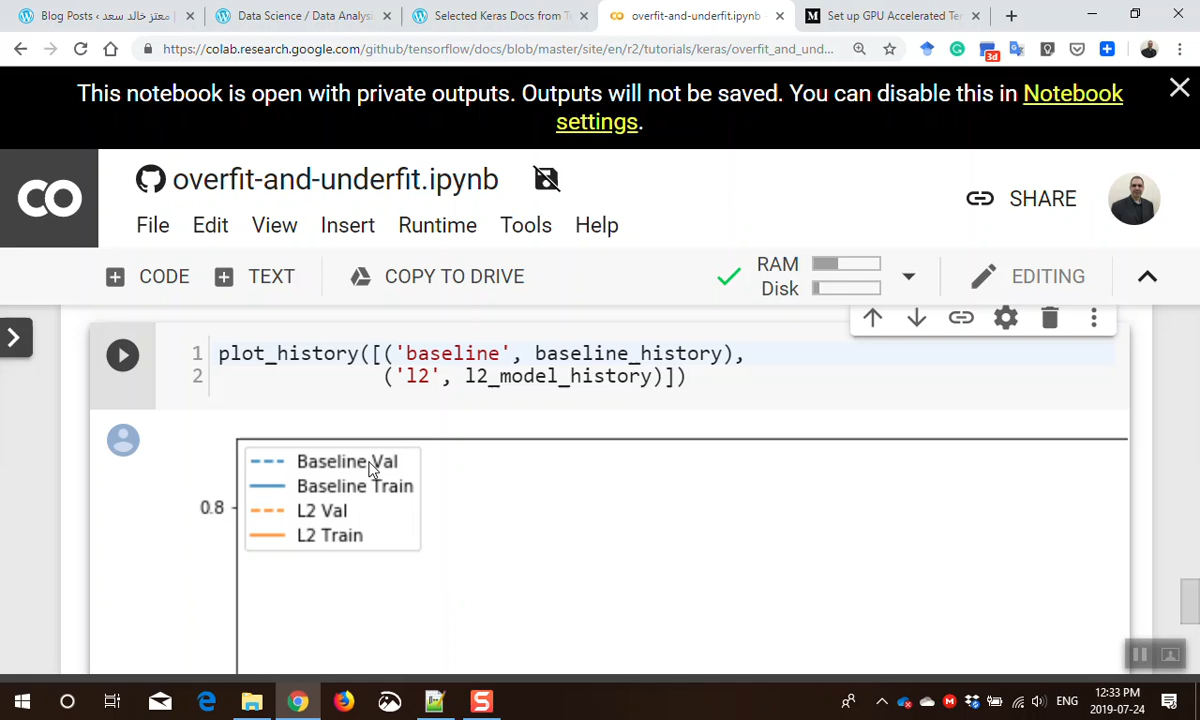 Blog Posts ‹ معتز خالد سعد
Data Science / Data Analysi
Selected Keras Docs from T
overfit-and-underfit.ipynb
Set up GPU Accelerated Te
https://colab.research.google.com/github/tensorflow/docs/blob/master/site/en/r2/tutorials/keras/overfit_and_und...
3d
This notebook is open with private outputs. Outputs will not be saved. You can disable this in Notebook
settings.
CO
overfit-and-underfit.ipynb
SHARE
File Edit View Insert Runtime Tools Help
CODE TEXT COPY TO DRIVE
RAM
Disk
EDITING
1 plot_history([('baseline', baseline_history),
2 ('l2', l2_model_history)])
Baseline Val
Baseline Train
0.8
L2 Val
L2 Train
ENG
12:33 PM
2019-07-24